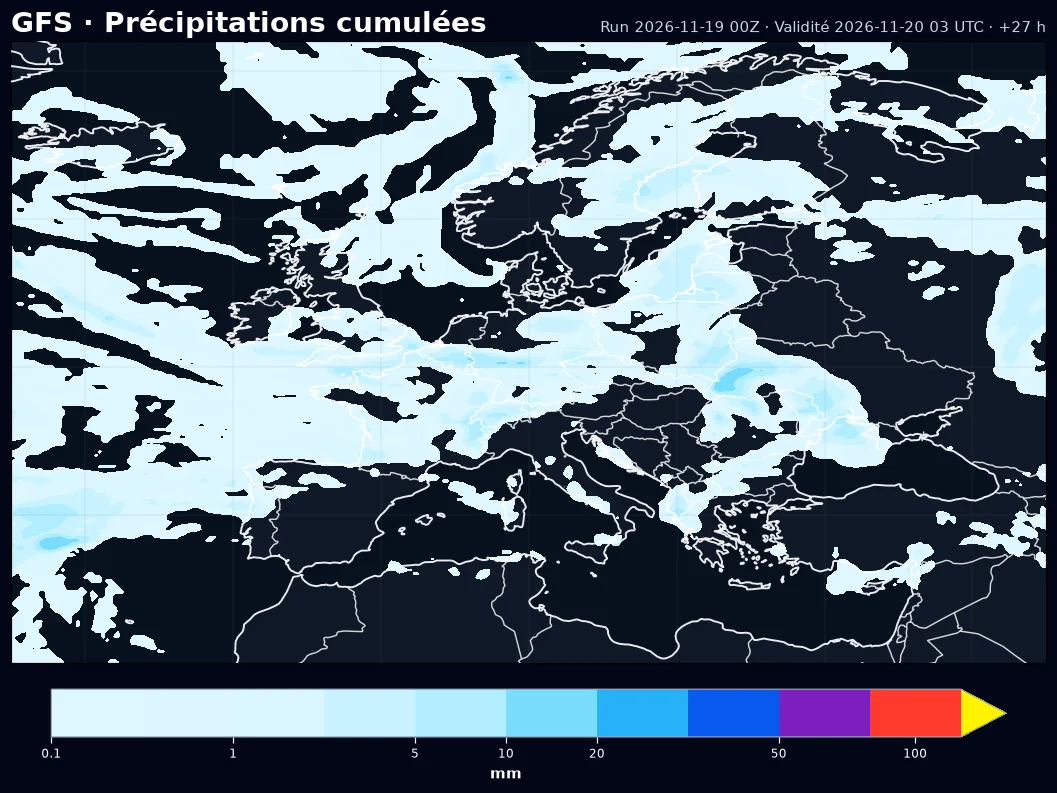 GFS · Précipitations cumulées
Run 2026-11-19 00Z · Validité 2026-11-20 03 UTC · +27 h
0.1 1 5 10 20 50 100
mm